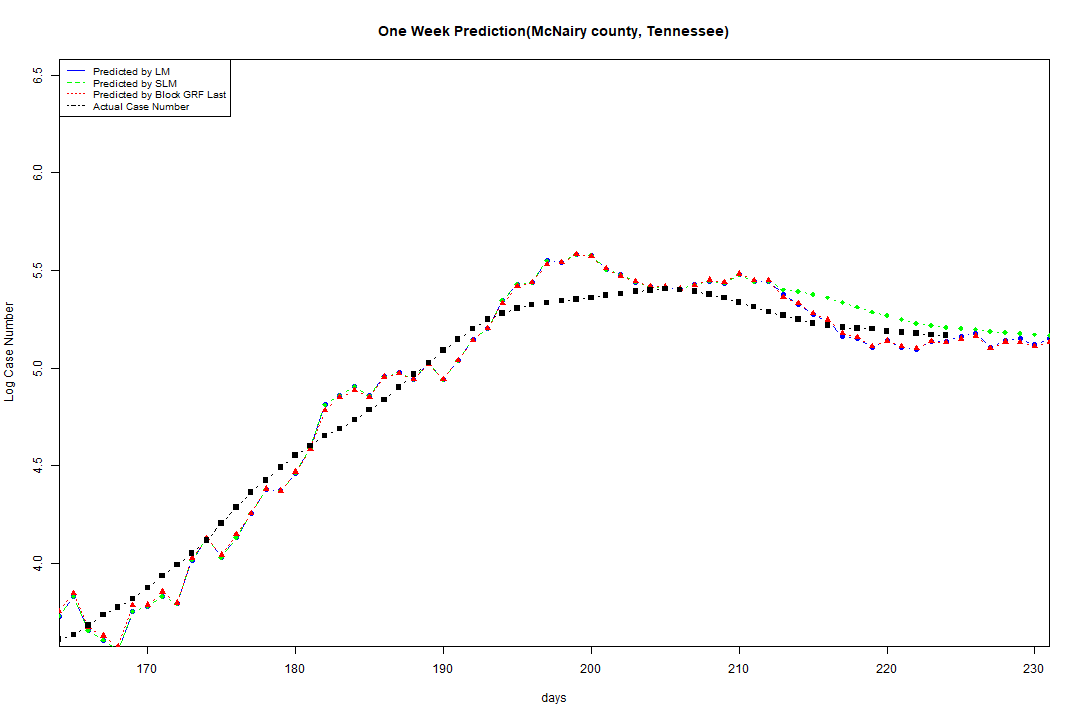 One Week Prediction(McNairy county, Tennessee)
Predicted by LM
Predicted by SLM
Predicted by Block GRF Last
Actual Case Number
6.5
6.0
5.5
5.0
4.5
4.0
Log Case Number
170 180 190 200 210 220 230
days